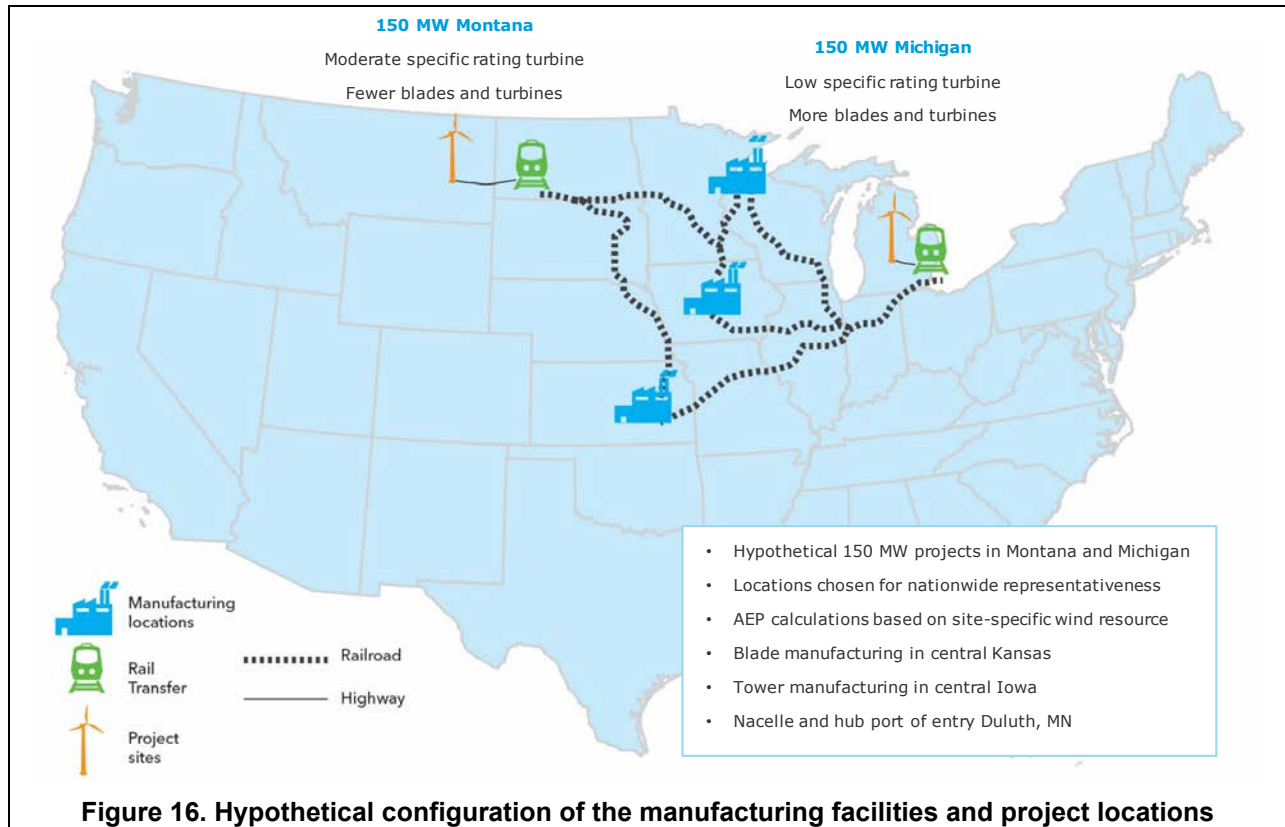 150 MW Montana
Moderate specific rating turbine
Fewer blades and turbines
150 MW Michigan
Low specific rating turbine
More blades and turbines
• Hypothetical 150 MW projects in Montana and Michigan
• Locations chosen for nationwide representativeness
• AEP calculations based on site-specific wind resource
• Blade manufacturing in central Kansas
• Tower manufacturing in central Iowa
• Nacelle and hub port of entry Duluth, MN
Manufacturing
locations
Rail
Transfer
Project
sites
Railroad
Highway
Figure 16. Hypothetical configuration of the manufacturing facilities and project locations